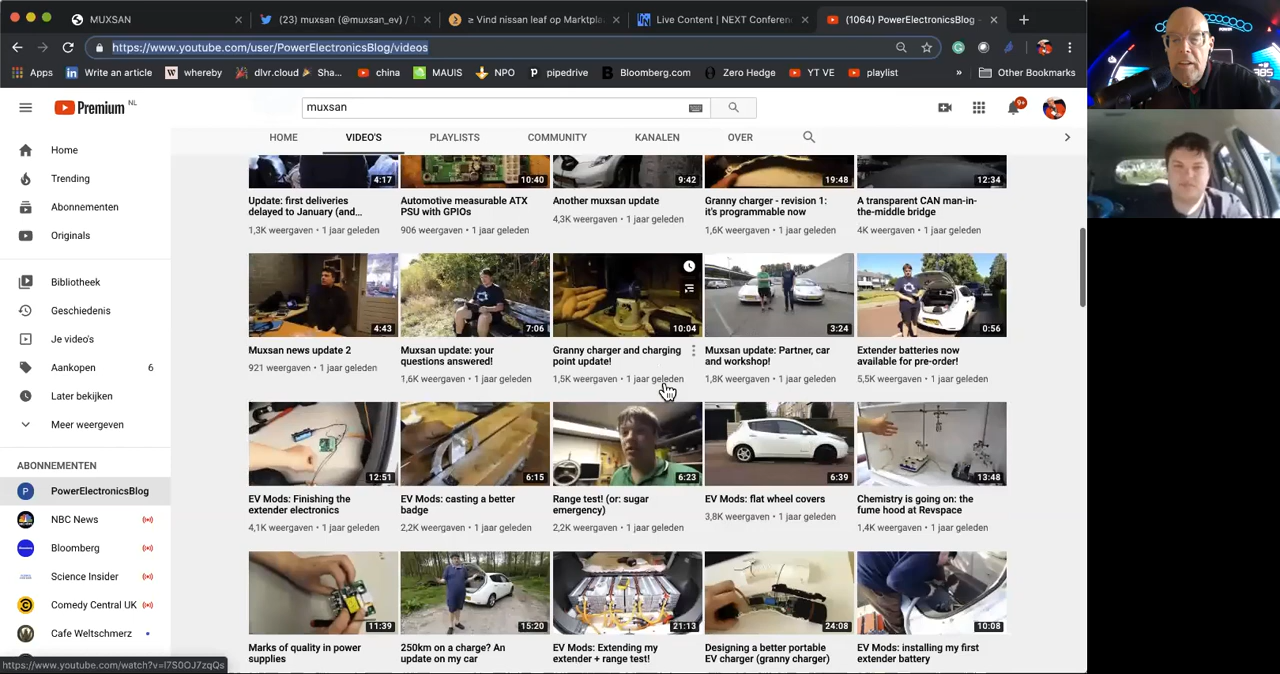 MUXSAN
(23) muxsan (@muxsan_ev) / T
≥ Vind nissan leaf op Marktpla
Live Content | NEXT Conferen
(1064) PowerElectronicsBlog -
https://www.youtube.com/user/PowerElectronicsBlog/videos
Apps
Write an article
whereby
dlvr.cloud
Sha...
china
MAUIS
NPO
pipedrive
Bloomberg.com
Zero Hedge
YT VE
playlist
»
Other Bookmarks
Premium NL
muxsan
9+
HOME
VIDEO'S
PLAYLISTS
COMMUNITY
KANALEN
OVER
Home
Trending
Abonnementen
Originals
Bibliotheek
Geschiedenis
Je video's
Aankopen 6
Later bekijken
Meer weergeven
ABONNEMENTEN
P PowerElectronicsBlog
NBC News
Bloomberg
Science Insider
Comedy Central UK
Cafe Weltschmerz
4:17
Update: first deliveries
delayed to January (and...
1,3K weergaven • 1 jaar geleden
10:40
Automotive measurable ATX
PSU with GPIOs
906 weergaven • 1 jaar geleden
9:42
Another muxsan update
4,3K weergaven • 1 jaar geleden
19:48
Granny charger - revision 1:
it's programmable now
1,6K weergaven • 1 jaar geleden
12:34
A transparent CAN man-in-
the-middle bridge
4K weergaven • 1 jaar geleden
4:43
Muxsan news update 2
921 weergaven • 1 jaar geleden
7:06
Muxsan update: your
questions answered!
1,6K weergaven • 1 jaar geleden
10:04
Granny charger and charging
point update!
1,5K weergaven • 1 jaar geleden
3:24
Muxsan update: Partner, car
and workshop!
1,8K weergaven • 1 jaar geleden
0:56
Extender batteries now
available for pre-order!
5,5K weergaven • 1 jaar geleden
12:51
EV Mods: Finishing the
extender electronics
4,1K weergaven • 1 jaar geleden
6:15
EV Mods: casting a better
badge
2,2K weergaven • 1 jaar geleden
6:23
Range test! (or: sugar
emergency)
2,2K weergaven • 1 jaar geleden
6:39
EV Mods: flat wheel covers
3,8K weergaven • 1 jaar geleden
13:48
Chemistry is going on: the
fume hood at Revspace
1,4K weergaven • 1 jaar geleden
11:39
Marks of quality in power
supplies
15:20
250km on a charge? An
update on my car
21:13
EV Mods: Extending my
extender + range test!
24:08
Designing a better portable
EV charger (granny charger)
10:08
EV Mods: installing my first
extender battery
https://www.youtube.com/watch?v=I7S0OJ7zqQs
POWER